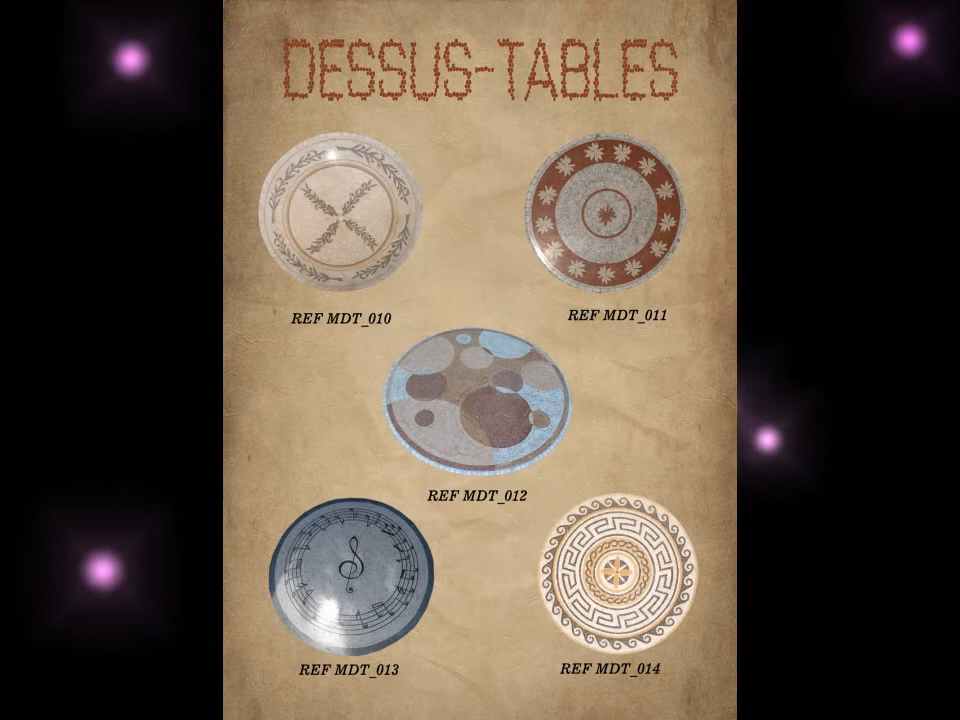 DESSUS-TABLES
REF MDT_010
REF MDT_011
REF MDT_012
REF MDT_013
REF MDT_014